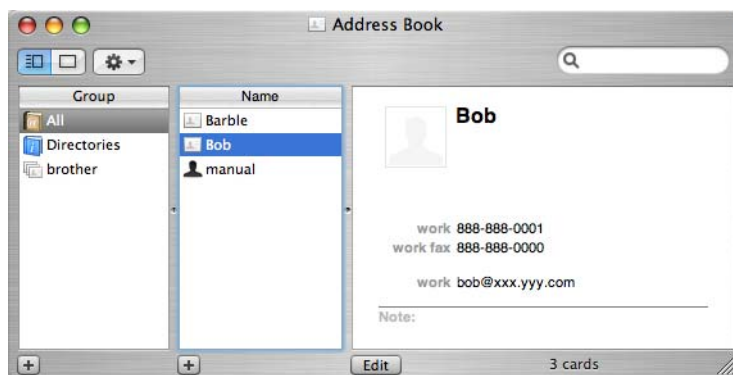 Address Book
Group
All
Directories
brother
Name
Barble
Bob
manual
Bob
work 888-888-0001
work fax 888-888-0000
work bob@xxx.yyy.com
Note:
Edit
3 cards